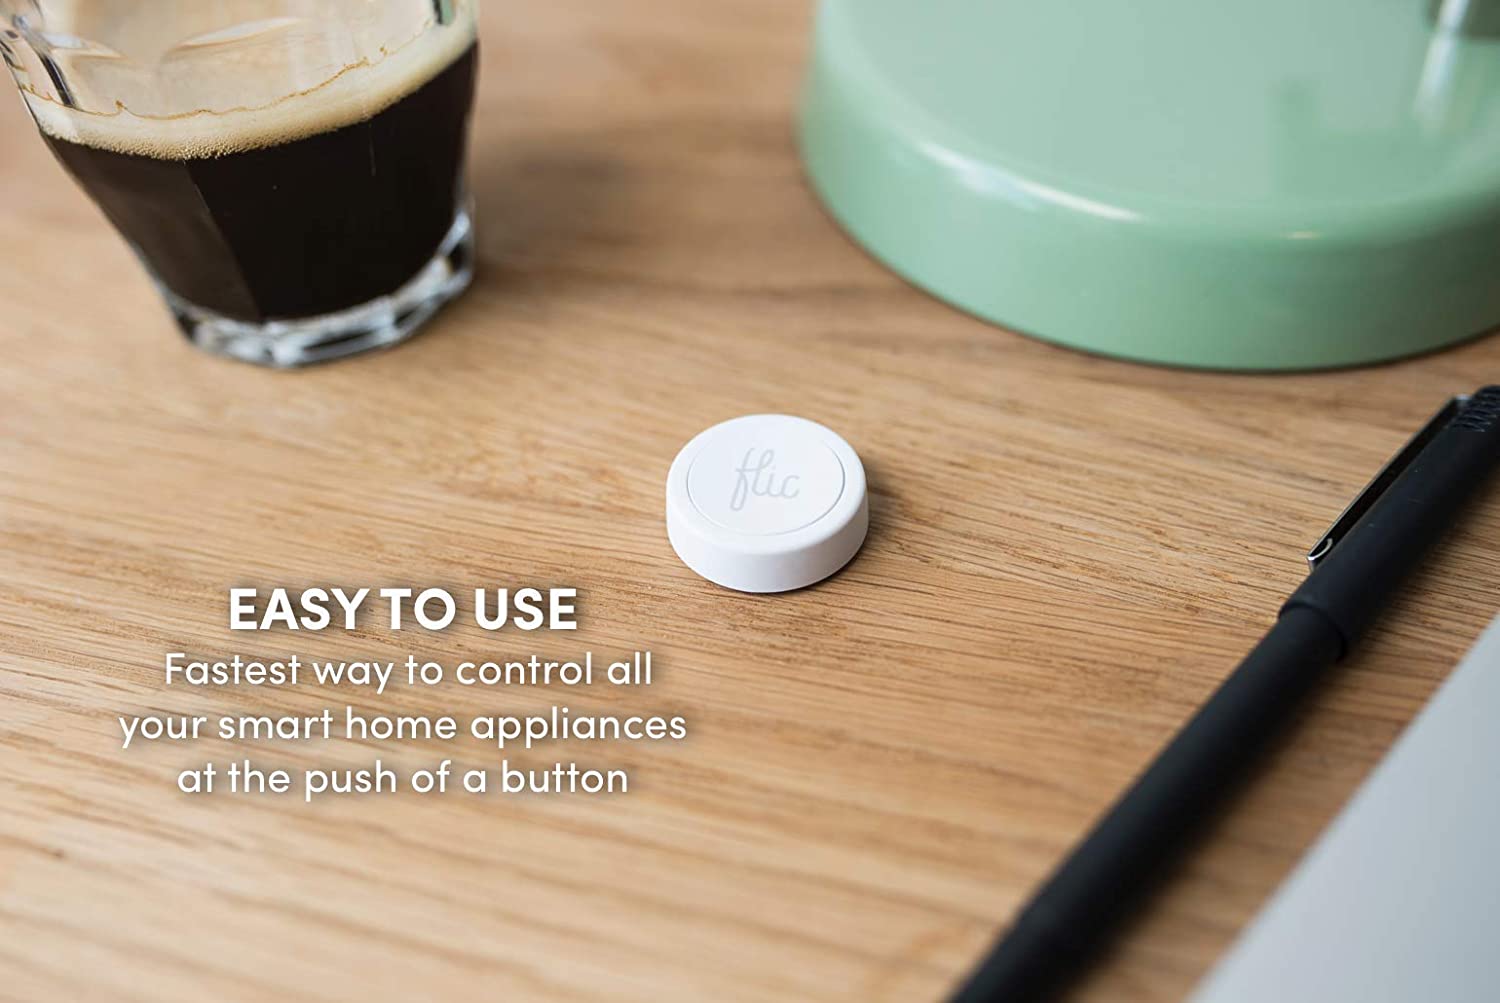 flic
EASY TO USE
Fastest way to control all
your smart home appliances
at the push of a button